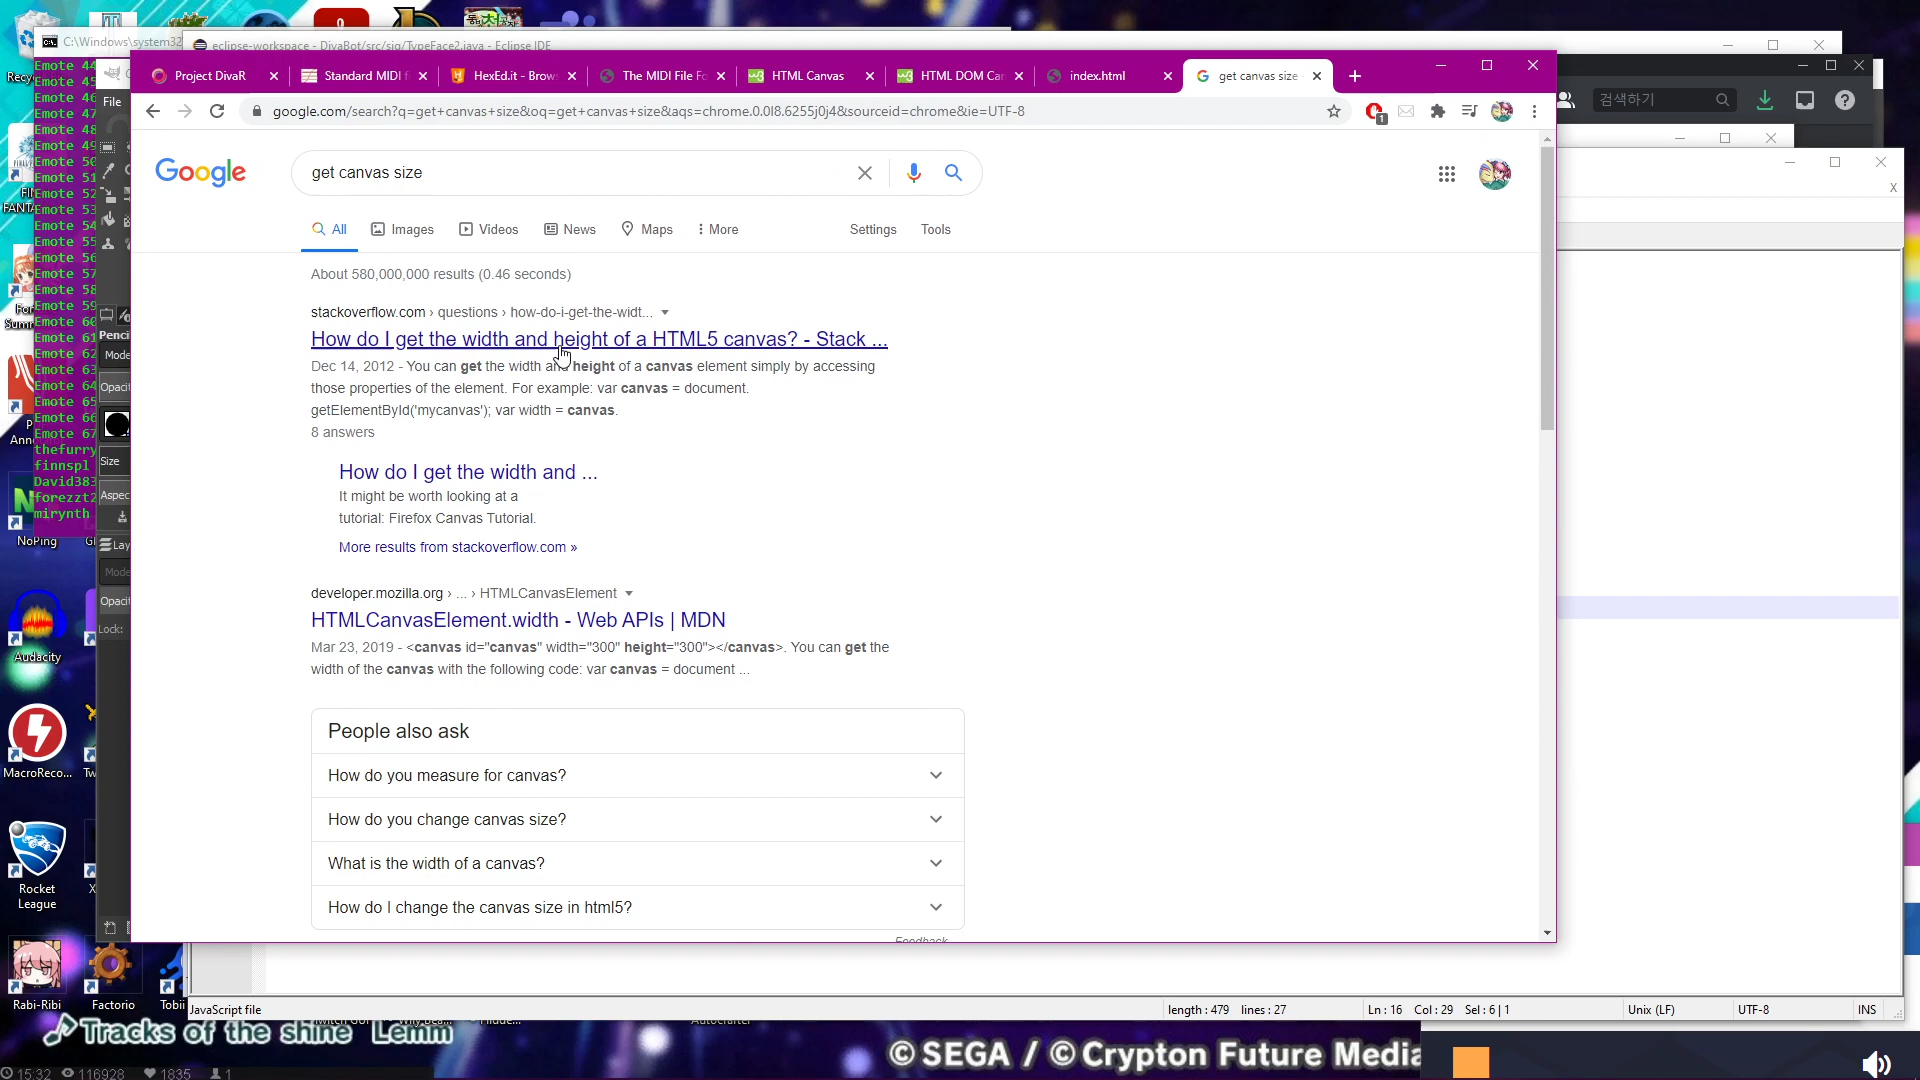 C:\Windows\system32
eclipse-workspace - DivaBot/src/sig/TypeFace2.java - Eclipse IDE
Project DivaR
Standard MIDI f
HexEd.it - Brow
The MIDI File Fo
HTML Canvas
HTML DOM Can
index.html
get canvas size
google.com/search?q=get+canvas+size&oq=get+canvas+size&aqs=chrome.0.0l8.6255j0j4&sourceid=chrome&ie=UTF-8
1
검색하기
Google
get canvas size
All
Images
Videos
News
Maps
More
Settings
Tools
About 580,000,000 results (0.46 seconds)
stackoverflow.com › questions › how-do-i-get-the-widt...
How do I get the width and height of a HTML5 canvas? - Stack ...
Dec 14, 2012 - You can get the width and height of a canvas element simply by accessing
those properties of the element. For example: var canvas = document.
getElementById('mycanvas'); var width = canvas.
8 answers
How do I get the width and ...
It might be worth looking at a
tutorial: Firefox Canvas Tutorial.
More results from stackoverflow.com »
developer.mozilla.org › ... › HTMLCanvasElement
HTMLCanvasElement.width - Web APIs | MDN
Mar 23, 2019 - <canvas id="canvas" width="300" height="300"></canvas>. You can get the
width of the canvas with the following code: var canvas = document ...
People also ask
How do you measure for canvas?
How do you change canvas size?
What is the width of a canvas?
How do I change the canvas size in html5?
Feedback
Emote 44
Emote 45
Emote 46
Emote 47
Emote 48
Emote 49
Emote 50
Emote 51
Emote 52
Emote 53
Emote 54
Emote 55
Emote 56
Emote 57
Emote 58
Emote 59
Emote 60
Emote 61
Emote 62
Emote 63
Emote 64
Emote 65
Emote 66
Emote 67
thefurry
finnspl
David383
forezzt2
mirynth
File
Pencil
Mode
Opacit
Size
Aspec
Lay
Mode
Opacit
Lock:
NoPing
Audacity
MacroReco...
Rocket
League
Rabi-Ribi
Factorio
Tobii
JavaScript file
length : 479 lines : 27
Ln : 16 Col : 29 Sel : 6 | 1
Unix (LF)
UTF-8
INS
Tracks of the shine Lemm
© SEGA / © Crypton Future Media
15:32 116928 1835 1